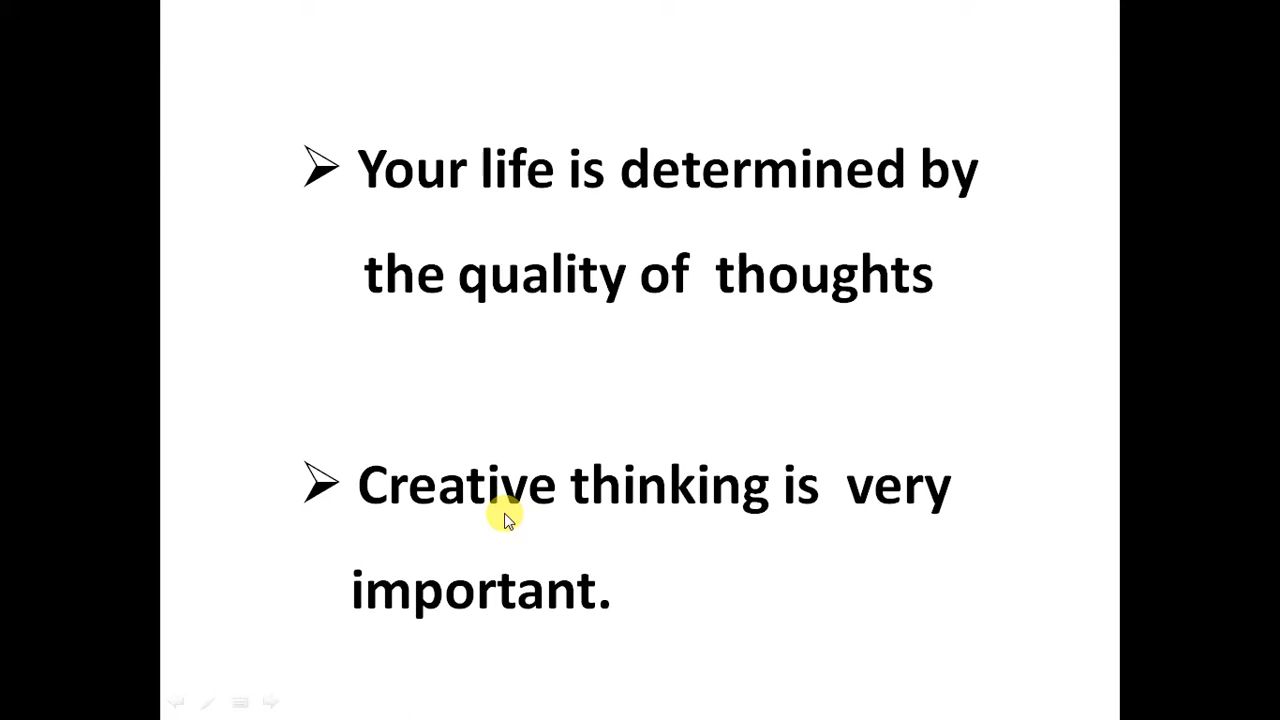 ➢ Your life is determined by
the quality of  thoughts
➢ Creative thinking is  very
important.